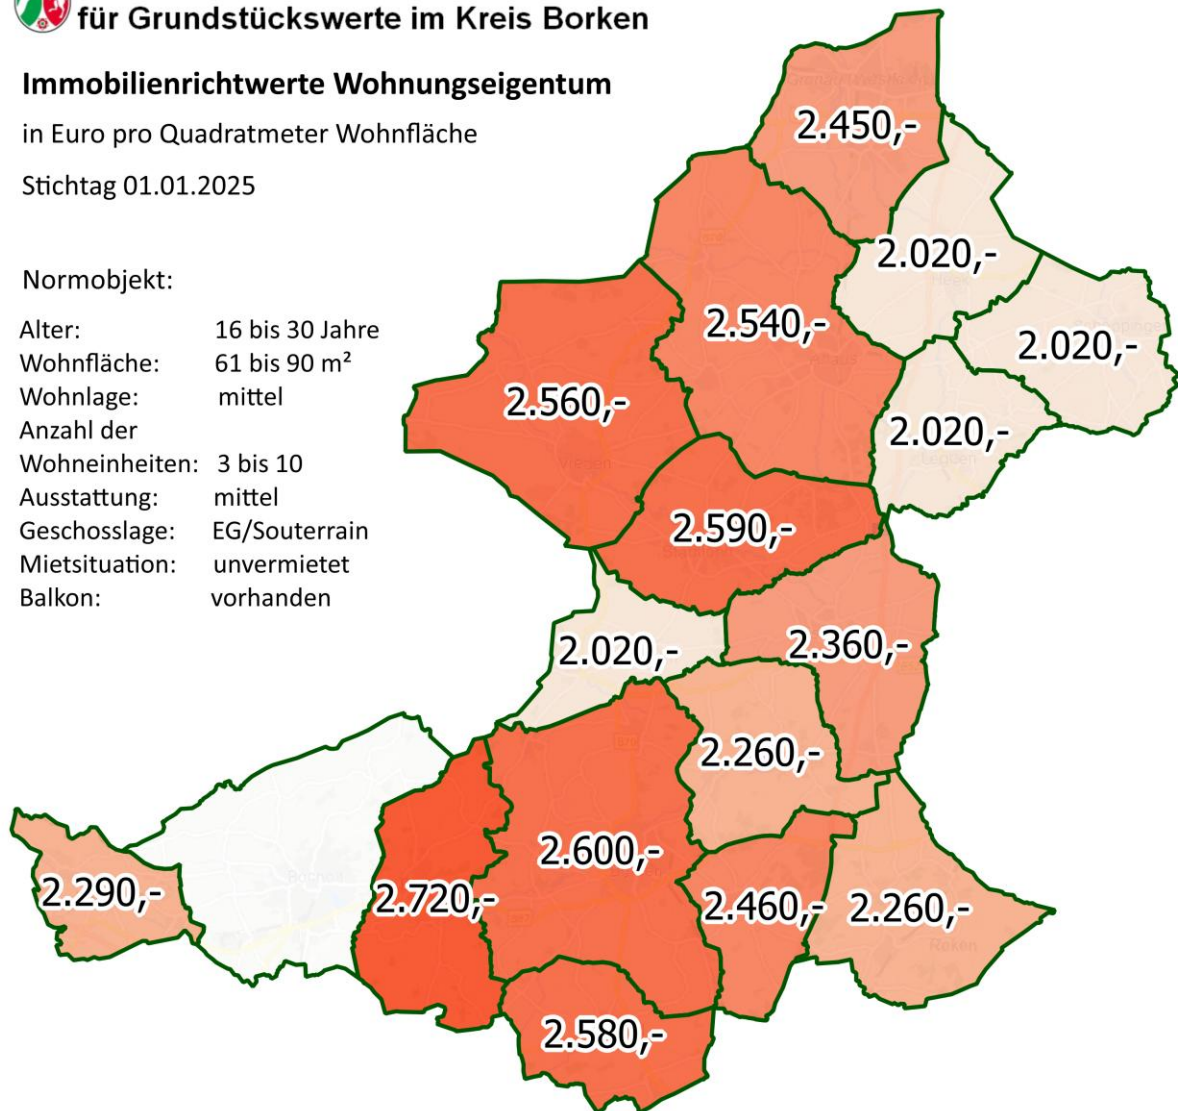 für Grundstückswerte im Kreis Borken
Immobilienrichtwerte Wohnungseigentum
in Euro pro Quadratmeter Wohnfläche
Stichtag 01.01.2025
Normobjekt:
Alter: 16 bis 30 Jahre
Wohnfläche: 61 bis 90 m²
Wohnlage: mittel
Anzahl der
Wohneinheiten: 3 bis 10
Ausstattung: mittel
Geschosslage: EG/Souterrain
Mietsituation: unvermietet
Balkon: vorhanden
2.450,-
2.020,-
2.540,-
2.020,-
2.560,-
2.020,-
Vreden
Legden
2.590,-
2.360,-
2.020,-
2.260,-
2.600,-
2.290,-
2.720,-
2.460,-
2.260,-
Reken
2.580,-